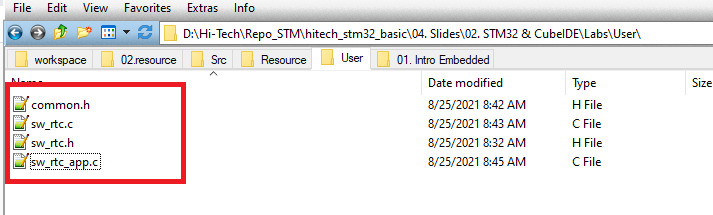 File Edit View Favorites Tools Help
D:\Hi-Tech\Repo_STM\hitech_stm32_basic\04. Slides\02. STM32 & CubeIDE\Labs\User\
workspace 02.resource Src Resource User 01. Intro Embedded
Name Date modified Type Size
common.h 8/25/2021 8:42 AM H File
sw_rtc.c 8/25/2021 8:43 AM C File
sw_rtc.h 8/25/2021 8:32 AM H File
sw_rtc_app.c 8/25/2021 8:45 AM C File